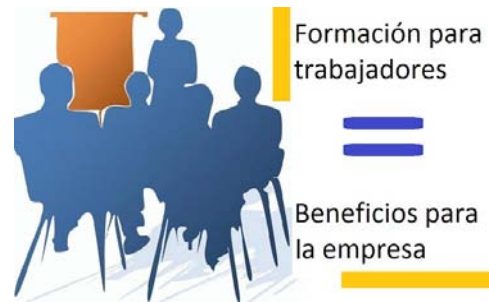 Formación para
trabajadores
=
Beneficios para
la empresa